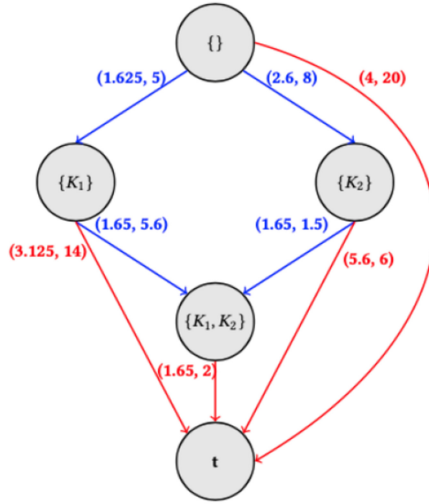 {}
(1.625, 5) (2.6, 8) (4, 20)
{K₁} {K₂}
(1.65, 5.6) (1.65, 1.5)
(3.125, 14) (5.6, 6)
{K₁, K₂}
(1.65, 2)
t